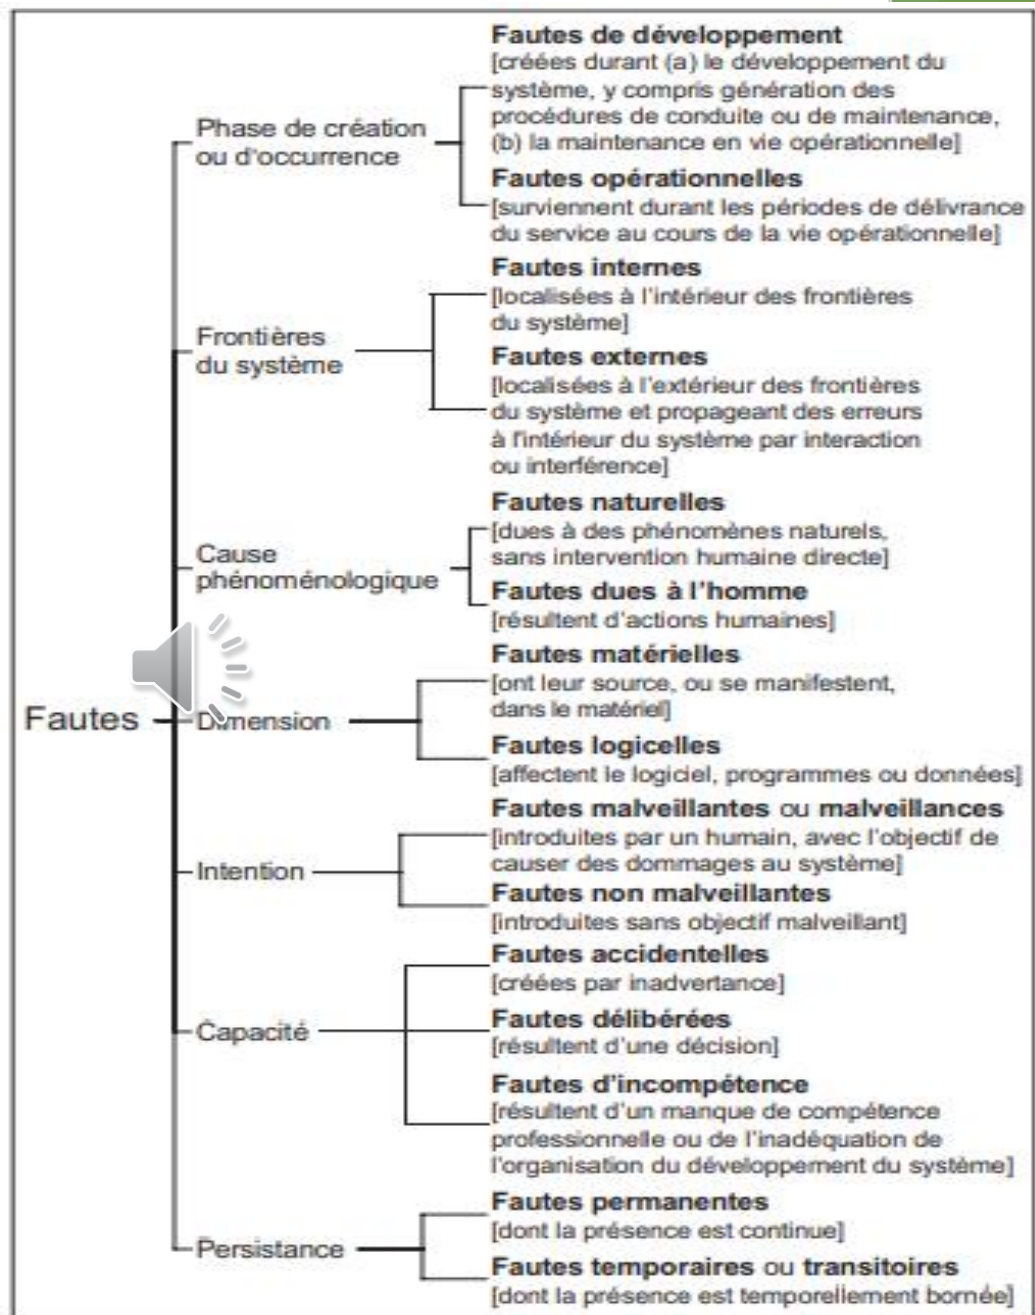 Fautes de développement
[créées durant (a) le développement du
système, y compris génération des
procédures de conduite ou de maintenance,
(b) la maintenance en vie opérationnelle]
Phase de création
ou d'occurrence
Fautes opérationnelles
[surviennent durant les périodes de délivrance
du service au cours de la vie opérationnelle]
Fautes internes
[localisées à l'intérieur des frontières
du système]
Frontières
du système
Fautes externes
[localisées à l'extérieur des frontières
du système et propageant des erreurs
à l'intérieur du système par interaction
ou interférence]
Fautes naturelles
[dues à des phénomènes naturels,
sans intervention humaine directe]
Cause
phénoménologique
Fautes dues à l'homme
[résultent d'actions humaines]
Fautes matérielles
[ont leur source, ou se manifestent,
dans le matériel]
Fautes
Dimension
Fautes logicelles
[affectent le logiciel, programmes ou données]
Fautes malveillantes ou malveillances
[introduites par un humain, avec l'objectif de
causer des dommages au système]
Intention
Fautes non malveillantes
[introduites sans objectif malveillant]
Fautes accidentelles
[créées par inadvertance]
Capacité
Fautes délibérées
[résultent d'une décision]
Fautes d'incompétence
[résultent d'un manque de compétence
professionnelle ou de l'inadéquation de
l'organisation du développement du système]
Fautes permanentes
[dont la présence est continue]
Persistance
Fautes temporaires ou transitoires
[dont la présence est temporellement bornée]